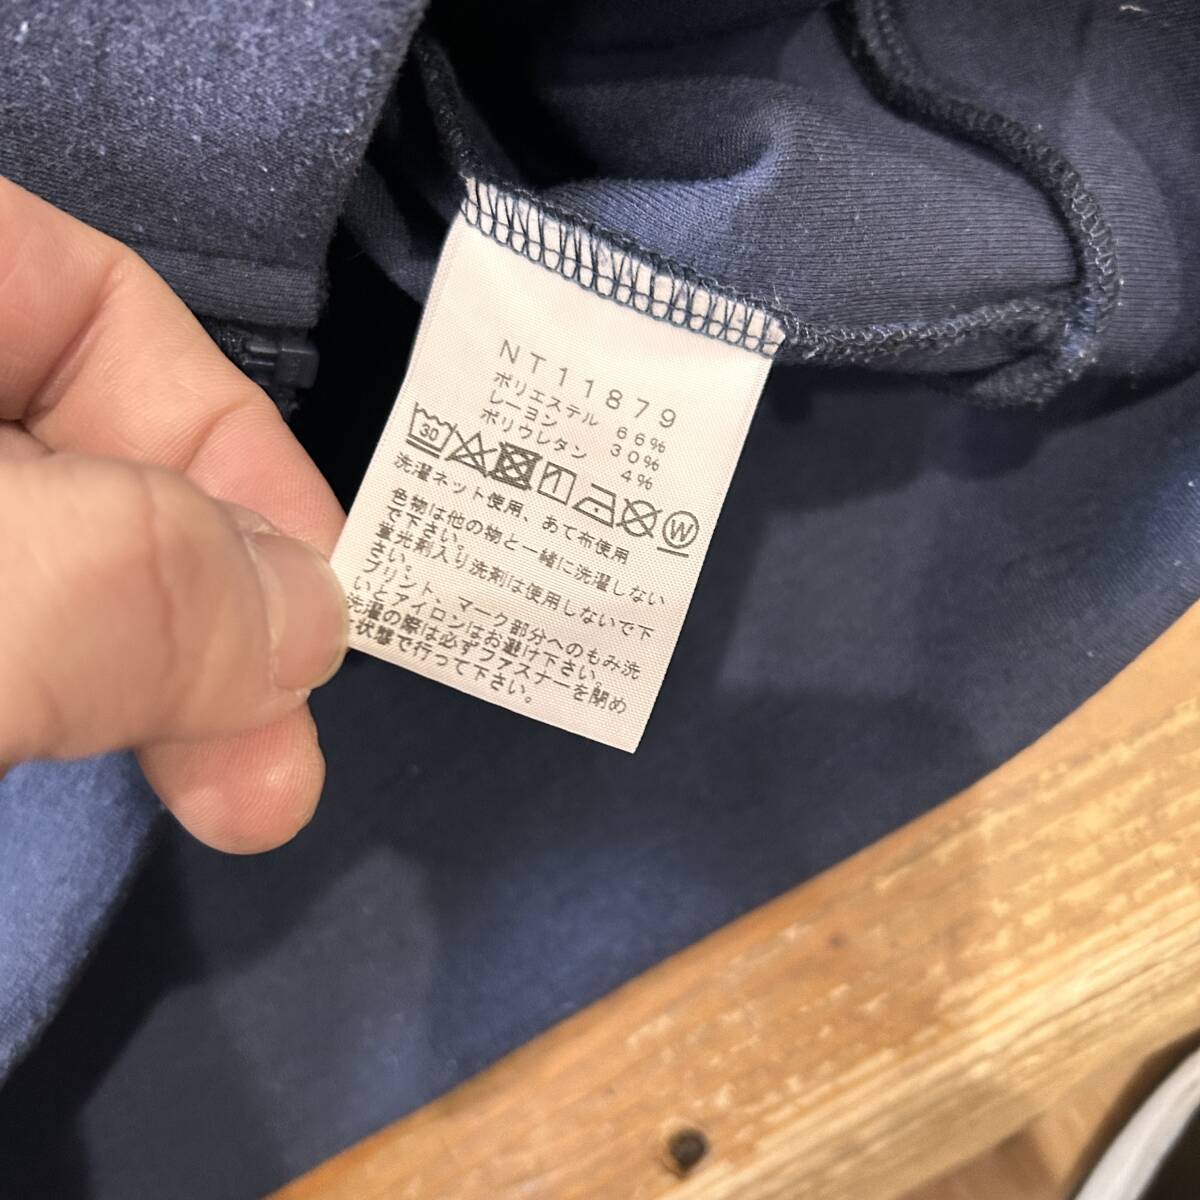 NT11879
ポリエステル 66%
レーヨン 30%
ポリウレタン 4%
30 W
洗濯ネット使用、あて布使用
色物は他の物と一緒に洗濯しない
で下さい。
蛍光剤入り洗剤は使用しないで下
さい。
プリント、マーク部分へのもみ洗
いとアイロンはお避け下さい。
洗濯の際は必ずファスナーを閉め
状態で行って下さい。